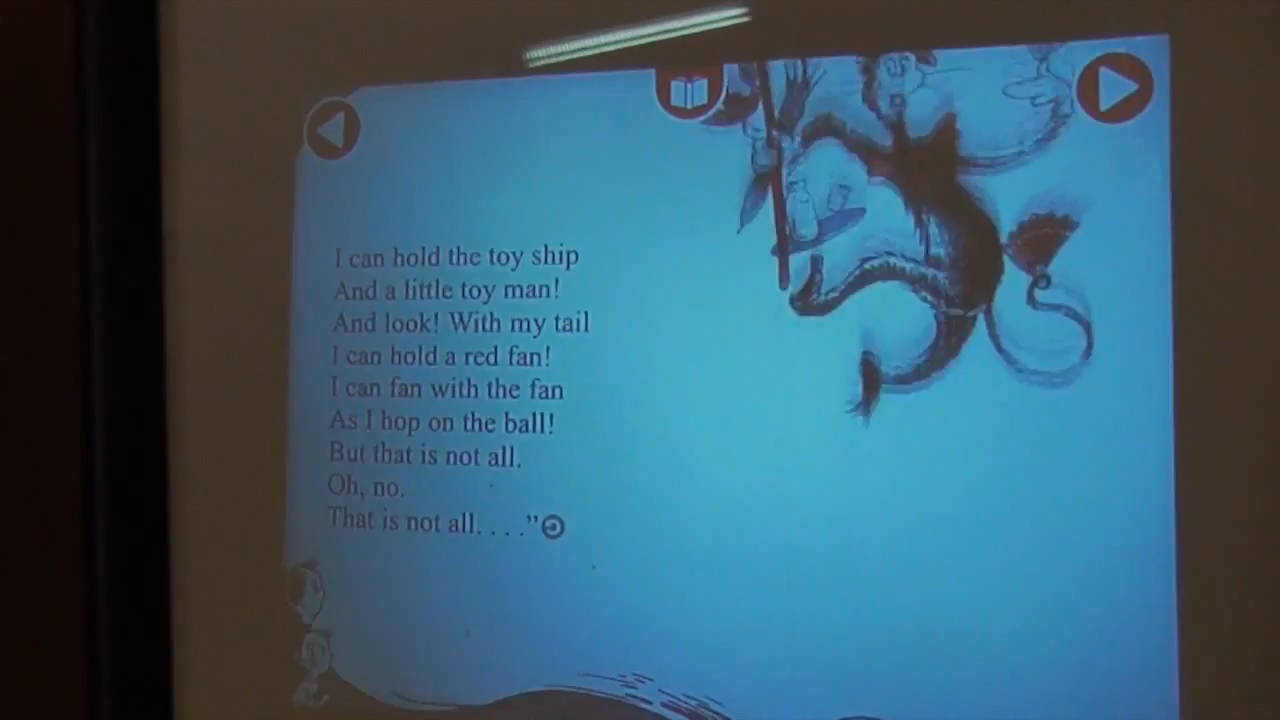 I can hold the toy ship
And a little toy man!
And look! With my tail
I can hold a red fan!
I can fan with the fan
As I hop on the ball!
But that is not all.
Oh, no.
That is not all. . . ."